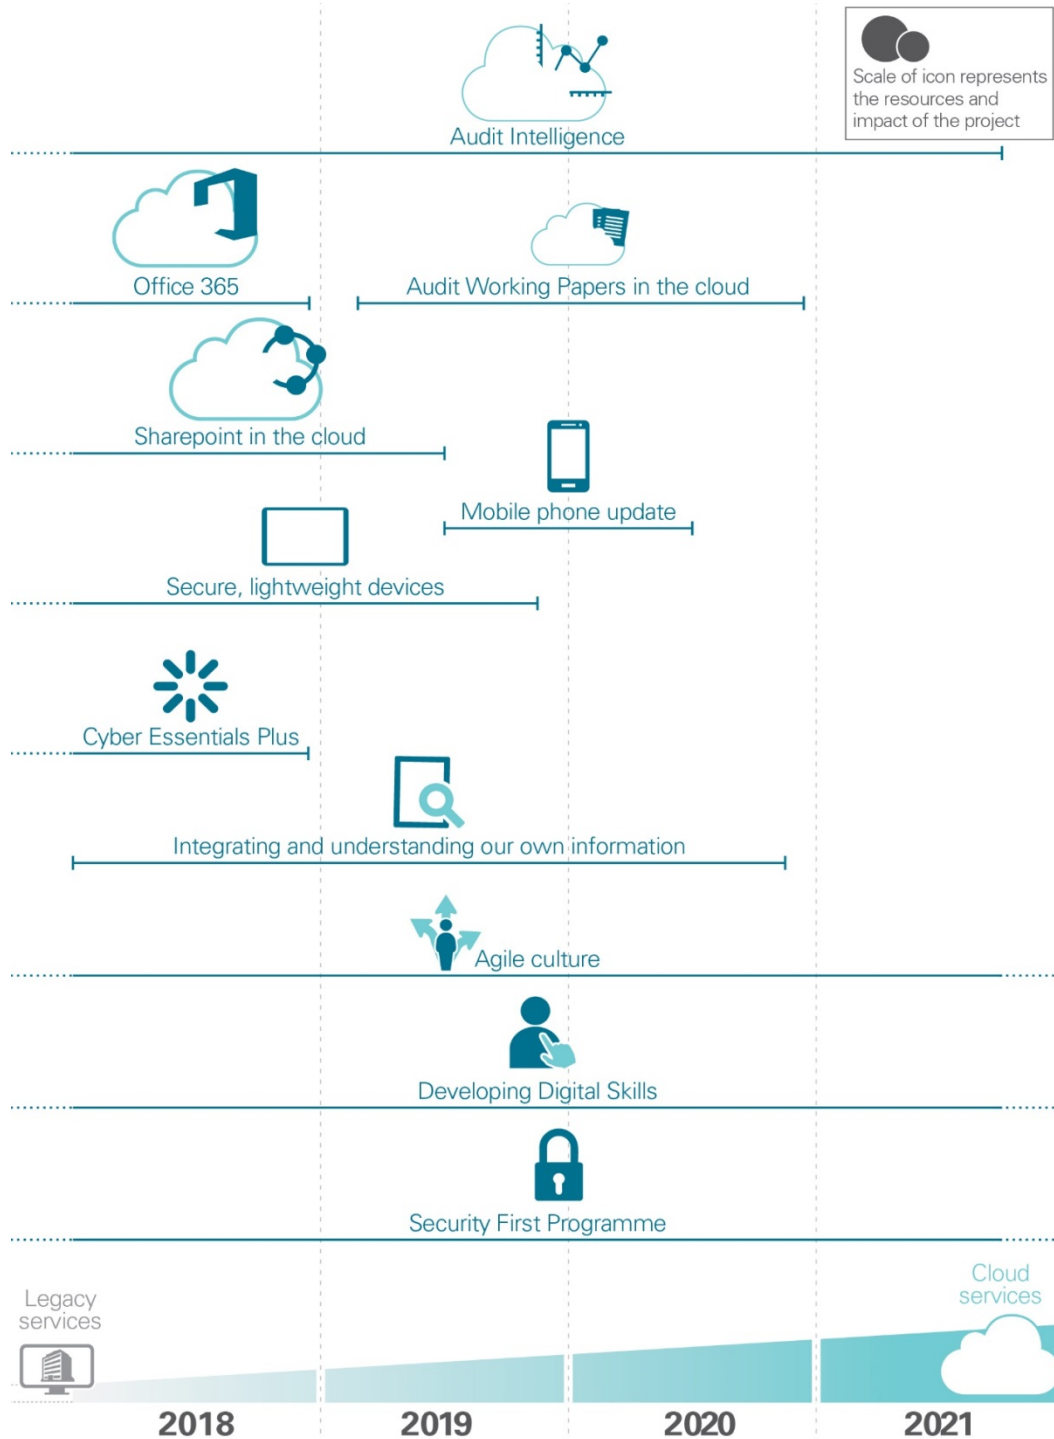 Scale of icon represents
the resources and
impact of the project
Audit Intelligence
Office 365
Audit Working Papers in the cloud
Sharepoint in the cloud
Mobile phone update
Secure, lightweight devices
Cyber Essentials Plus
Integrating and understanding our own information
Agile culture
Developing Digital Skills
Security First Programme
Legacy
services
Cloud
services
2018
2019
2020
2021